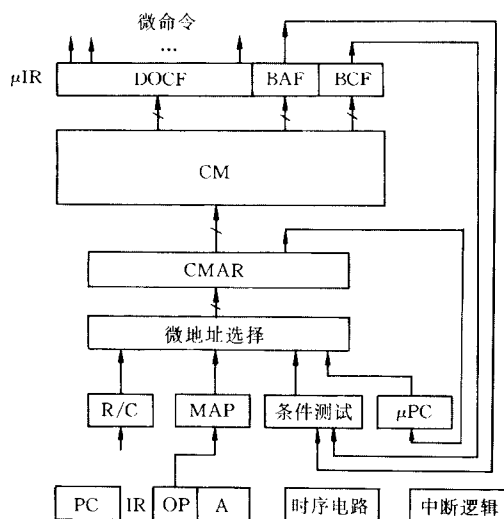 微命令
...
μIR DOCF BAF BCF
CM
CMAR
微地址选择
R/C MAP 条件测试 μPC
PC IR OP A 时序电路 中断逻辑